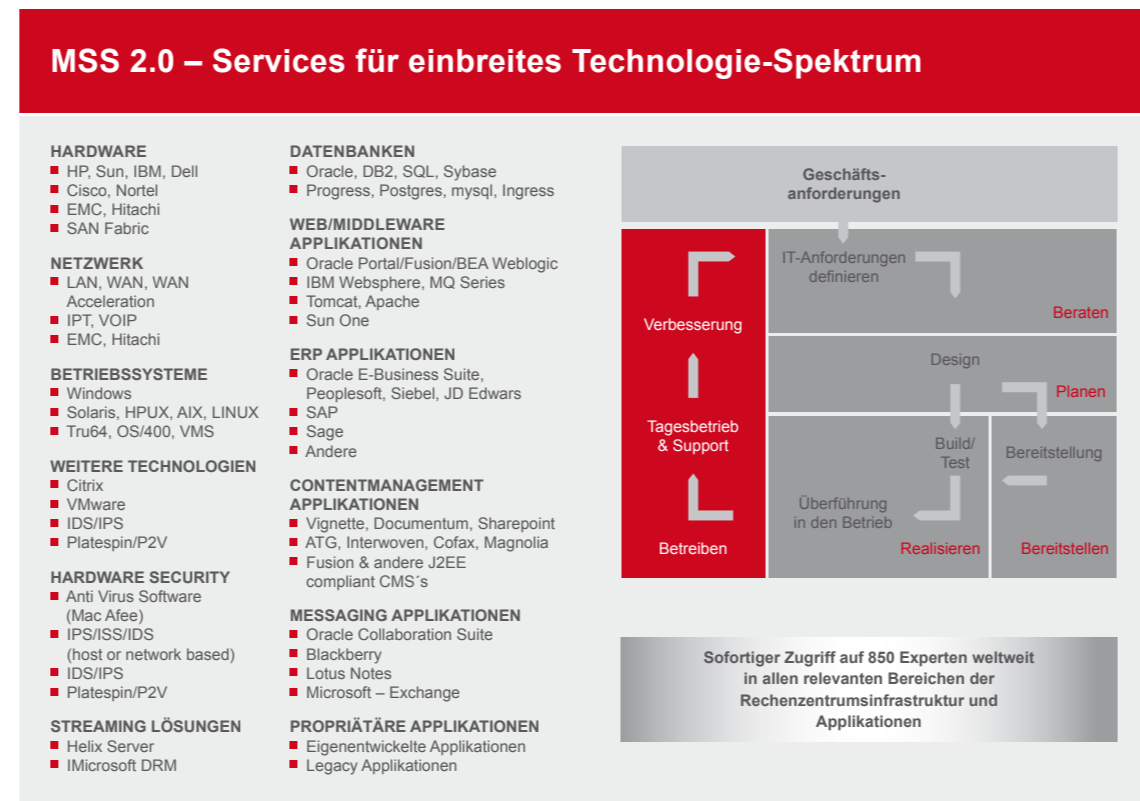 MSS 2.0 – Services für einbreites Technologie-Spektrum
HARDWARE
HP, Sun, IBM, Dell
Cisco, Nortel
EMC, Hitachi
SAN Fabric
NETZWERK
LAN, WAN, WAN
Acceleration
IPT, VOIP
EMC, Hitachi
BETRIEBSSYSTEME
Windows
Solaris, HPUX, AIX, LINUX
Tru64, OS/400, VMS
WEITERE TECHNOLOGIEN
Citrix
VMware
IDS/IPS
Platespin/P2V
HARDWARE SECURITY
Anti Virus Software
(Mac Afee)
IPS/ISS/IDS
(host or network based)
IDS/IPS
Platespin/P2V
STREAMING LÖSUNGEN
Helix Server
IMicrosoft DRM
DATENBANKEN
Oracle, DB2, SQL, Sybase
Progress, Postgres, mysql, Ingress
WEB/MIDDLEWARE
APPLIKATIONEN
Oracle Portal/Fusion/BEA Weblogic
IBM Websphere, MQ Series
Tomcat, Apache
Sun One
ERP APPLIKATIONEN
Oracle E-Business Suite,
Peoplesoft, Siebel, JD Edwars
SAP
Sage
Andere
CONTENTMANAGEMENT
APPLIKATIONEN
Vignette, Documentum, Sharepoint
ATG, Interwoven, Cofax, Magnolia
Fusion & andere J2EE
compliant CMS´s
MESSAGING APPLIKATIONEN
Oracle Collaboration Suite
Blackberry
Lotus Notes
Microsoft – Exchange
PROPRIÄTÄRE APPLIKATIONEN
Eigenentwickelte Applikationen
Legacy Applikationen
Geschäfts-
anforderungen
IT-Anforderungen
definieren
Beraten
Verbesserung
Design
Planen
Tagesbetrieb
& Support
Build/
Test
Bereitstellung
Überführung
in den Betrieb
Betreiben
Realisieren
Bereitstellen
Sofortiger Zugriff auf 850 Experten weltweit
in allen relevanten Bereichen der
Rechenzentrumsinfrastruktur und
Applikationen